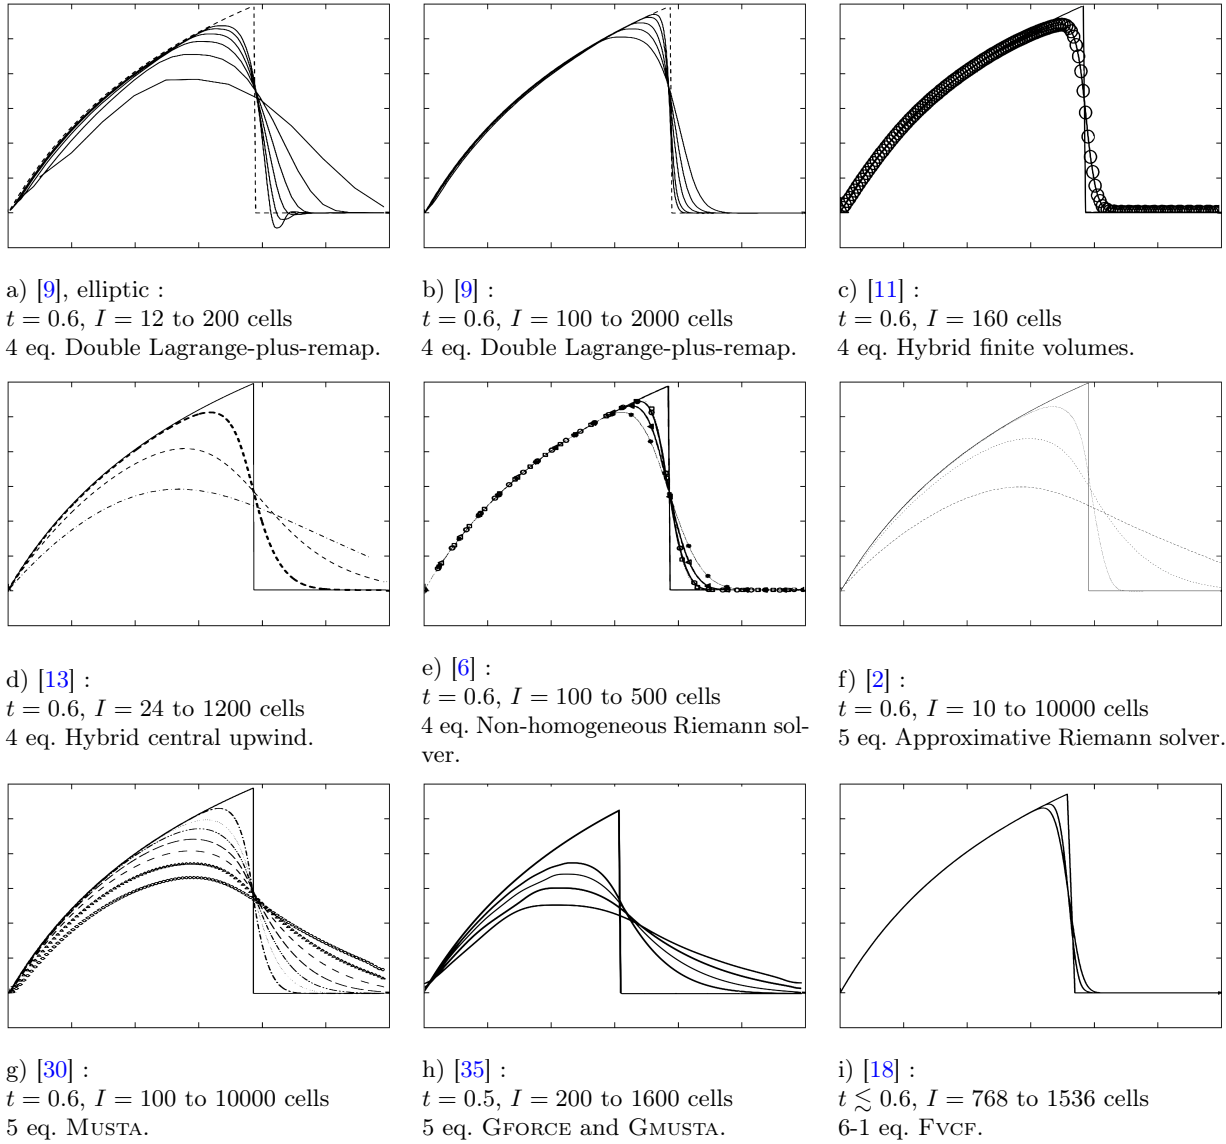 a) [9], elliptic :
t = 0.6, I = 12 to 200 cells
4 eq. Double Lagrange-plus-remap.
b) [9] :
t = 0.6, I = 100 to 2000 cells
4 eq. Double Lagrange-plus-remap.
c) [11] :
t = 0.6, I = 160 cells
4 eq. Hybrid finite volumes.
d) [13] :
t = 0.6, I = 24 to 1200 cells
4 eq. Hybrid central upwind.
e) [6] :
t = 0.6, I = 100 to 500 cells
4 eq. Non-homogeneous Riemann sol-
ver.
f) [2] :
t = 0.6, I = 10 to 10000 cells
5 eq. Approximative Riemann solver.
g) [30] :
t = 0.6, I = 100 to 10000 cells
5 eq. MUSTA.
h) [35] :
t = 0.5, I = 200 to 1600 cells
5 eq. GFORCE and GMUSTA.
i) [18] :
t ≲ 0.6, I = 768 to 1536 cells
6-1 eq. FVCF.